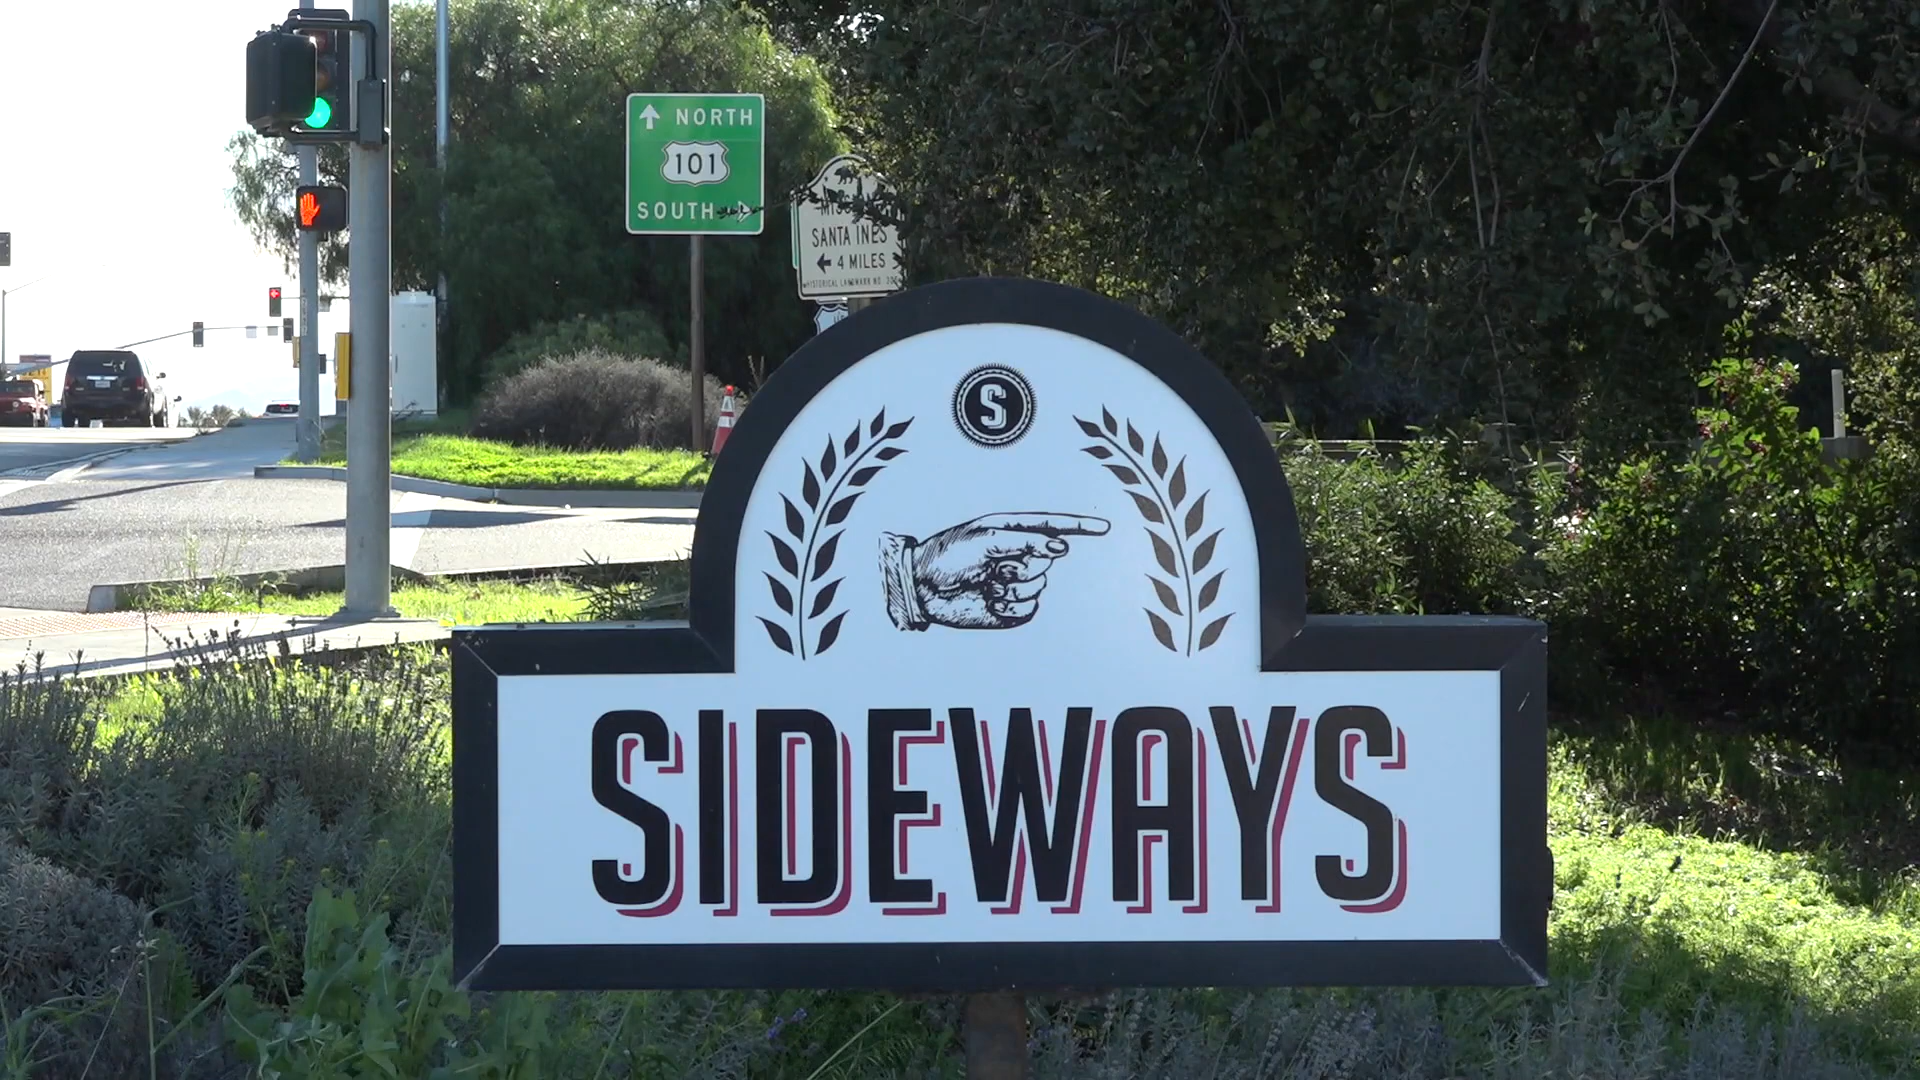 NORTH
101
SOUTH
SANTA INES
4 MILES
S
SIDEWAYS